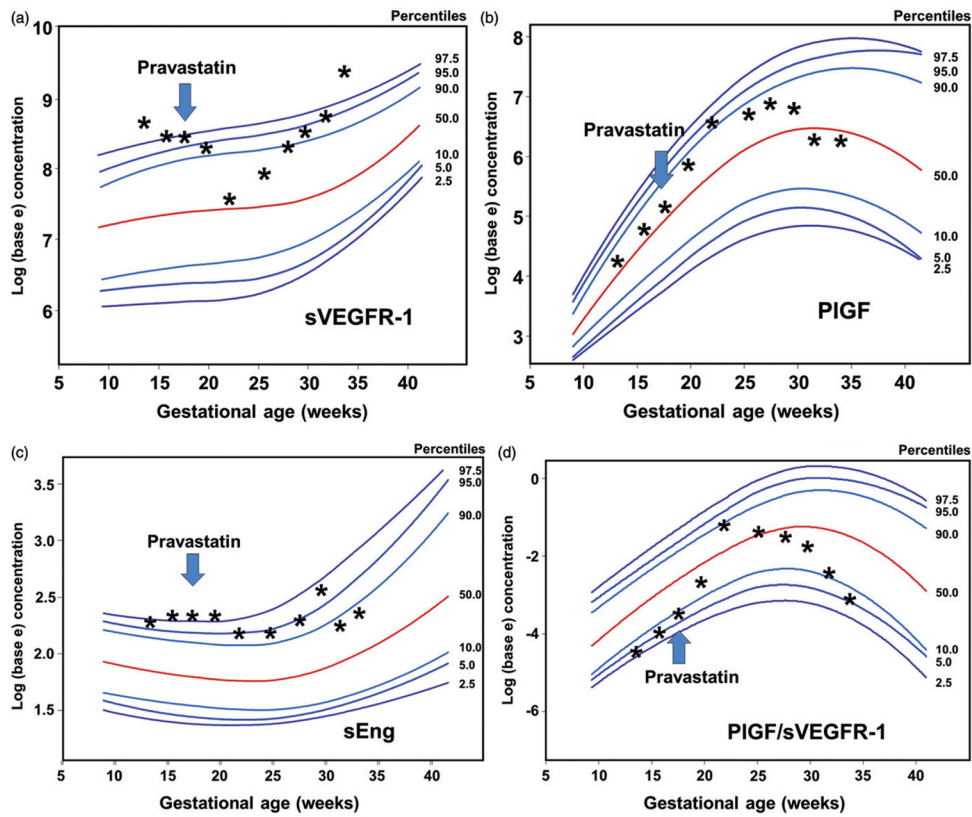 (a)
Percentiles
10
9
8
7
6
Log (base e) concentration
Pravastatin
97.5
95.0
90.0
50.0
10.0
5.0
2.5
sVEGFR-1
5 10 15 20 25 30 35 40
Gestational age (weeks)
(b)
Percentiles
8
7
6
5
4
3
Log (base e) concentration
Pravastatin
97.5
95.0
90.0
50.0
10.0
5.0
2.5
PlGF
5 10 15 20 25 30 35 40
Gestational age (weeks)
(c)
Percentiles
3.5
3.0
2.5
2.0
1.5
Log (base e) concentration
Pravastatin
97.5
95.0
90.0
50.0
10.0
5.0
2.5
sEng
5 10 15 20 25 30 35 40
Gestational age (weeks)
(d)
Percentiles
0
-2
-4
-6
Log (base e) concentration
97.5
95.0
90.0
50.0
10.0
5.0
2.5
Pravastatin
PlGF/sVEGFR-1
5 10 15 20 25 30 35 40
Gestational age (weeks)